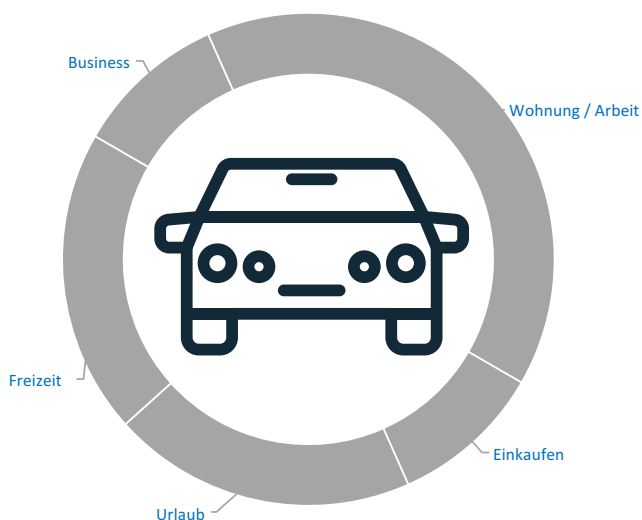 Business
Wohnung / Arbeit
Freizeit
Einkaufen
Urlaub